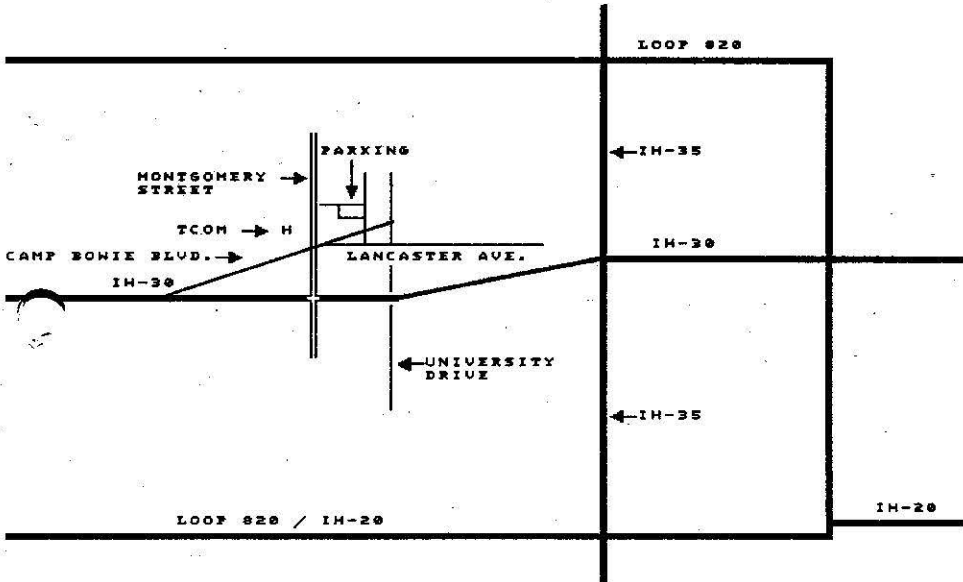 LOOP 820
PARKING
IH-35
MONTGOMERY
STREET
TCOM H
IH-30
CAMP BOWIE BLVD.
LANCASTER AVE.
IH-30
UNIVERSITY
DRIVE
IH-35
IH-20
LOOP 820 / IH-20